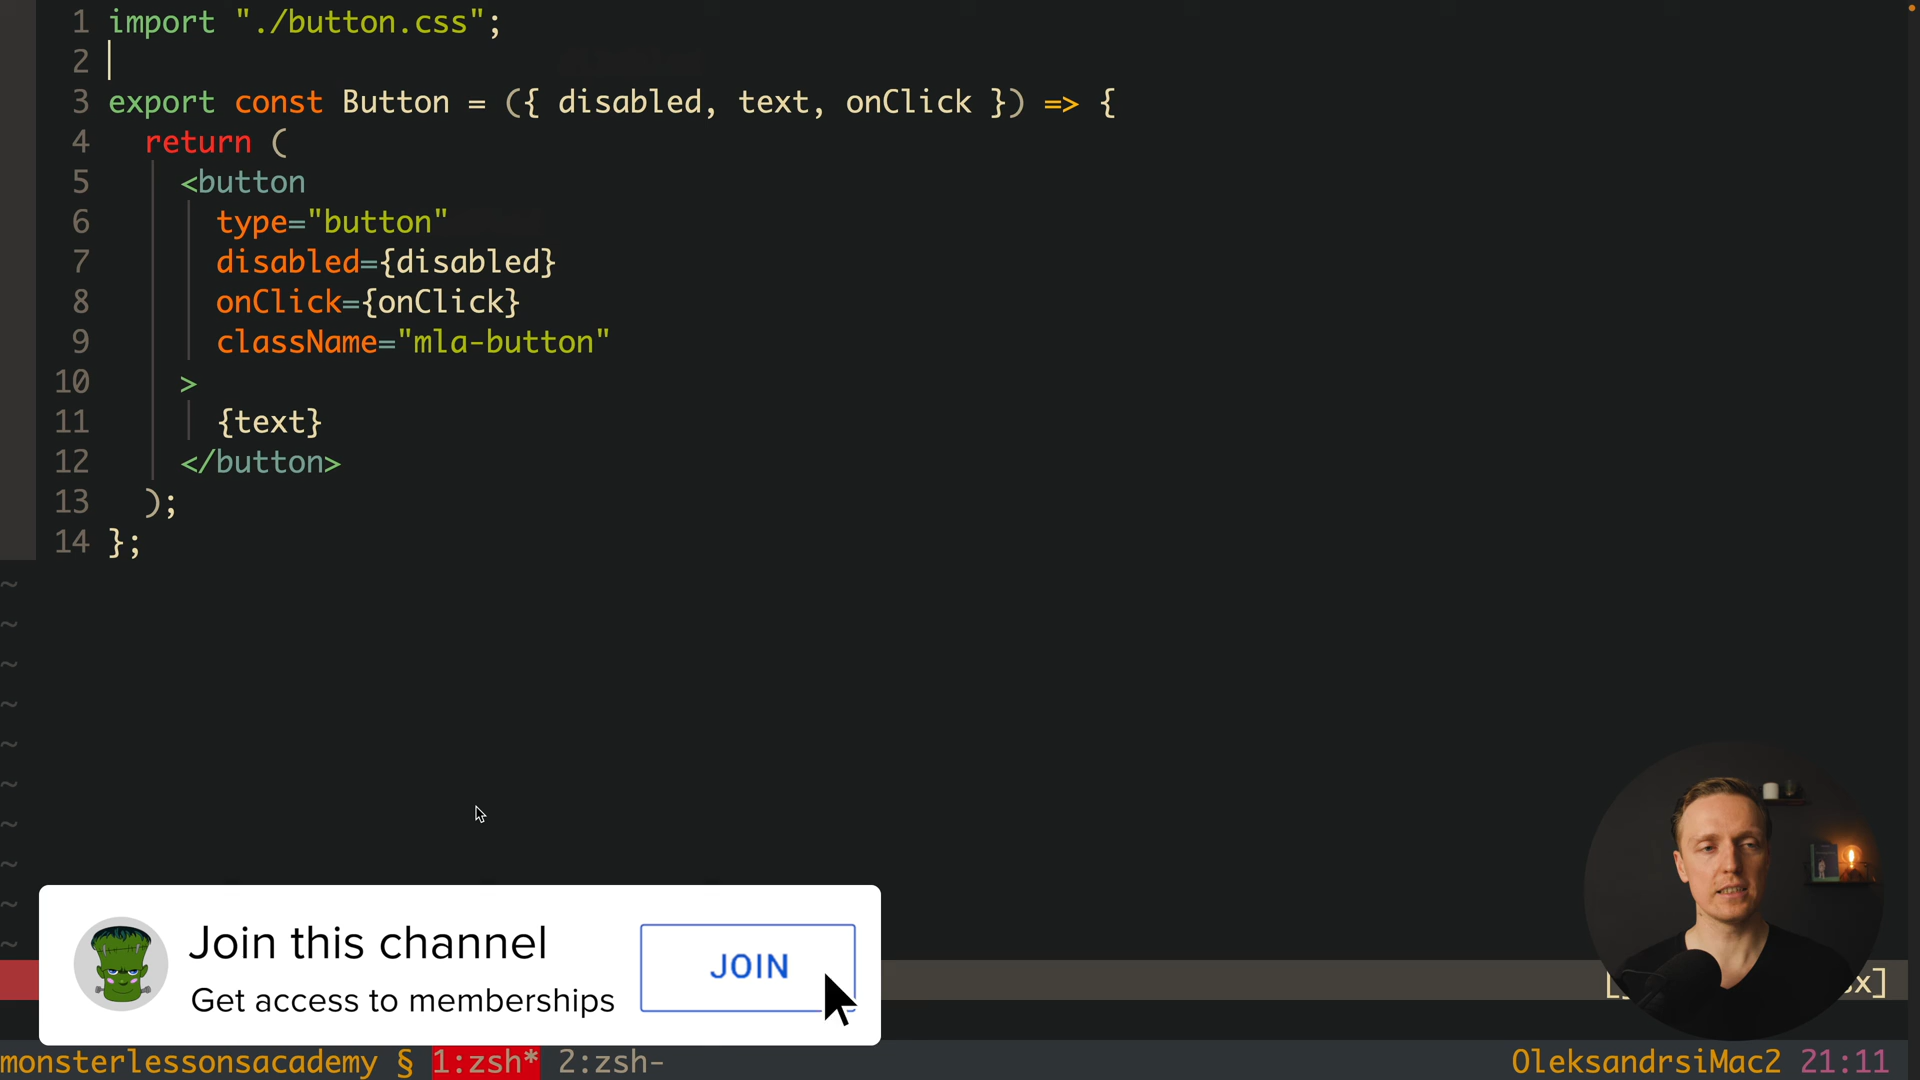 1 import "./button.css";
2
3 export const Button = ({ disabled, text, onClick }) => {
4 return (
5 <button
6 type="button"
7 disabled={disabled}
8 onClick={onClick}
9 className="mla-button"
10 >
11 {text}
12 </button>
13 );
14 };
~
~
~
~
~
~
~
~
~
~
Join this channel
Get access to memberships
JOIN
x]
monsterlessonsacademy § 1:zsh* 2:zsh-
OleksandrsiMac2 21:11